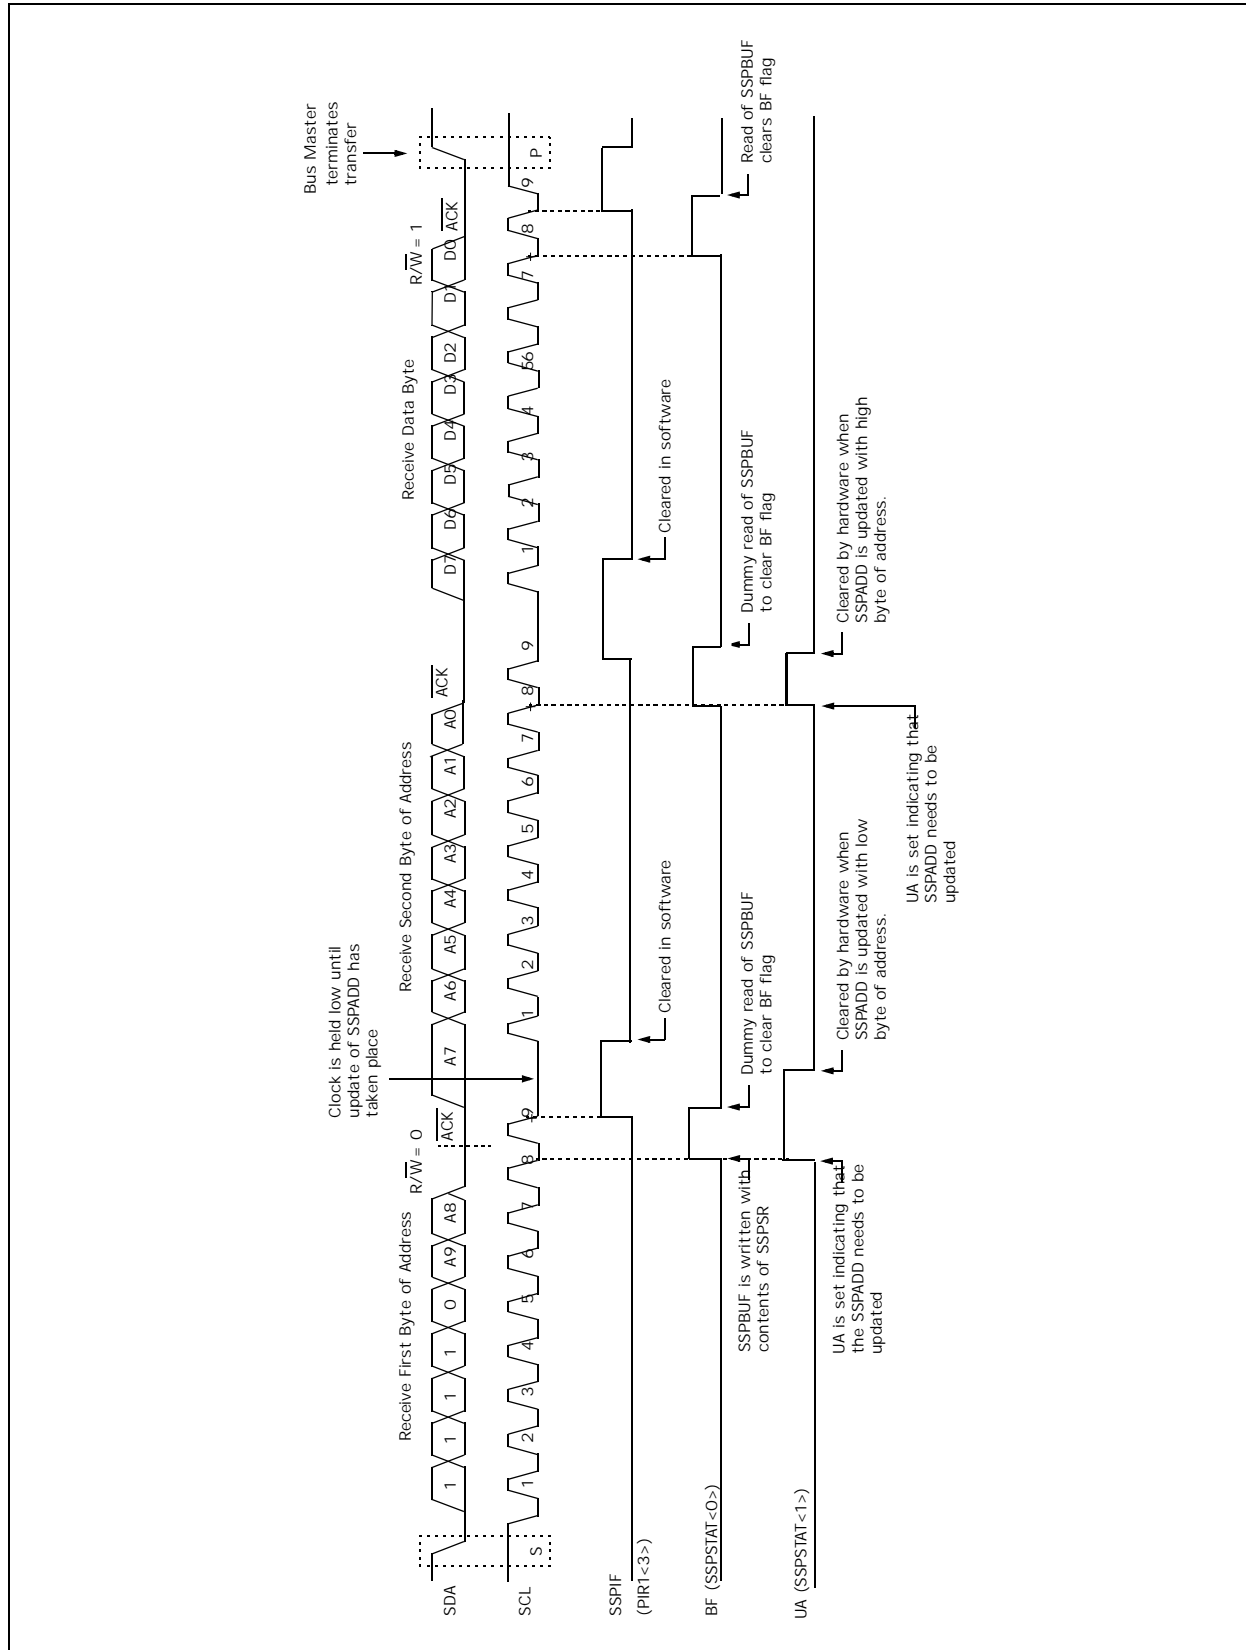 Bus Master
terminates
transfer
R/W = 1
Receive Data Byte
Clock is held low until
update of SSPADD has
taken place
Receive Second Byte of Address
R/W = 0
Receive First Byte of Address
SDA
1 1 1 1 0 A9 A8 ACK A7 A6 A5 A4 A3 A2 A1 A0 ACK D7 D6 D5 D4 D3 D2 D1 D0 ACK
SCL
S 1 2 3 4 5 6 7 8 9 1 2 3 4 5 6 7 8 9 1 2 3 4 5 6 7 8 9 P
SSPIF
(PIR1<3>)
Cleared in software
Cleared in software
BF (SSPSTAT<0>)
SSPBUF is written with
contents of SSPSR
Dummy read of SSPBUF
to clear BF flag
Dummy read of SSPBUF
to clear BF flag
Read of SSPBUF
clears BF flag
UA (SSPSTAT<1>)
UA is set indicating that
the SSPADD needs to be
updated
Cleared by hardware when
SSPADD is updated with low
byte of address.
UA is set indicating that
SSPADD needs to be
updated
Cleared by hardware when
SSPADD is updated with high
byte of address.